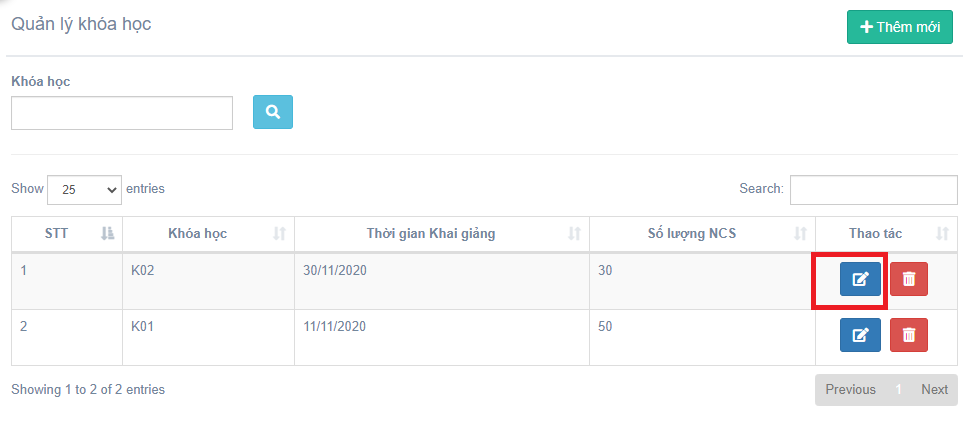 Quản lý khóa học
Thêm mới
Khóa học
Show 25 entries
Search:
STT Khóa học Thời gian Khai giảng Số lượng NCS Thao tác
1 K02 30/11/2020 30
2 K01 11/11/2020 50
Showing 1 to 2 of 2 entries
Previous 1 Next